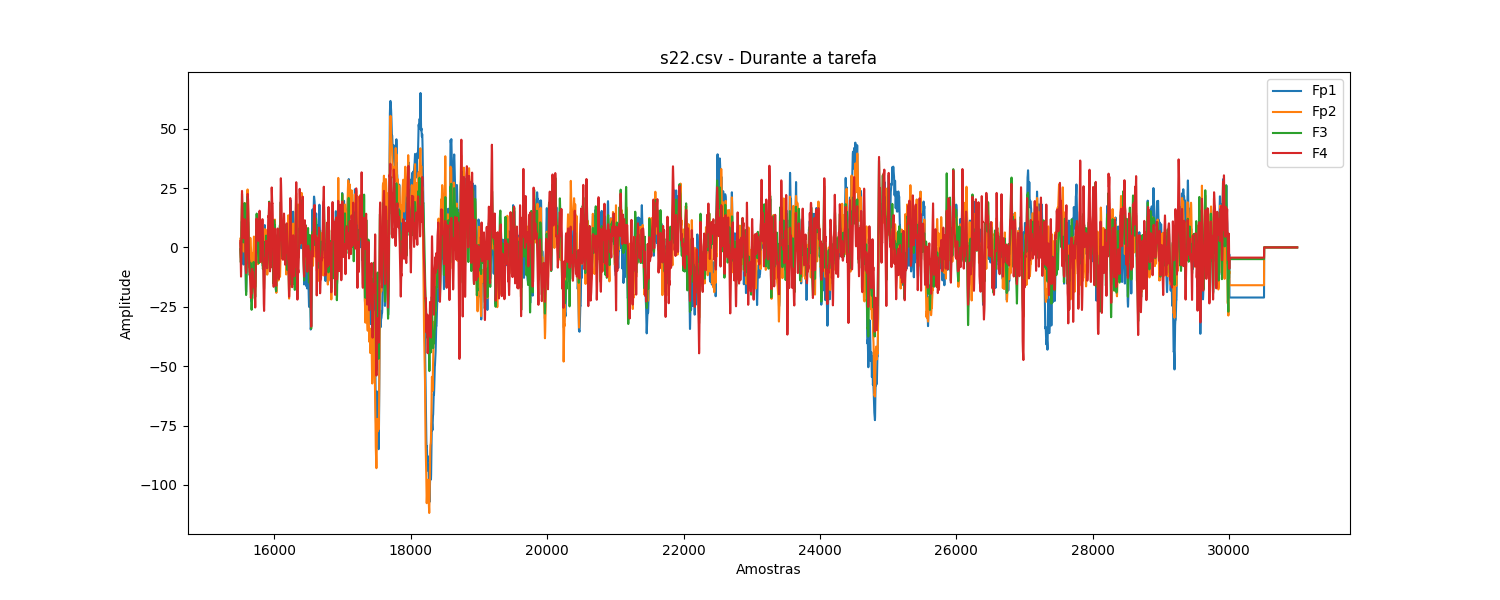 s22.csv - Durante a tarefa
Fp1
Fp2
F3
F4
Amplitude
50
25
0
−25
−50
−75
−100
16000 18000 20000 22000 24000 26000 28000 30000
Amostras